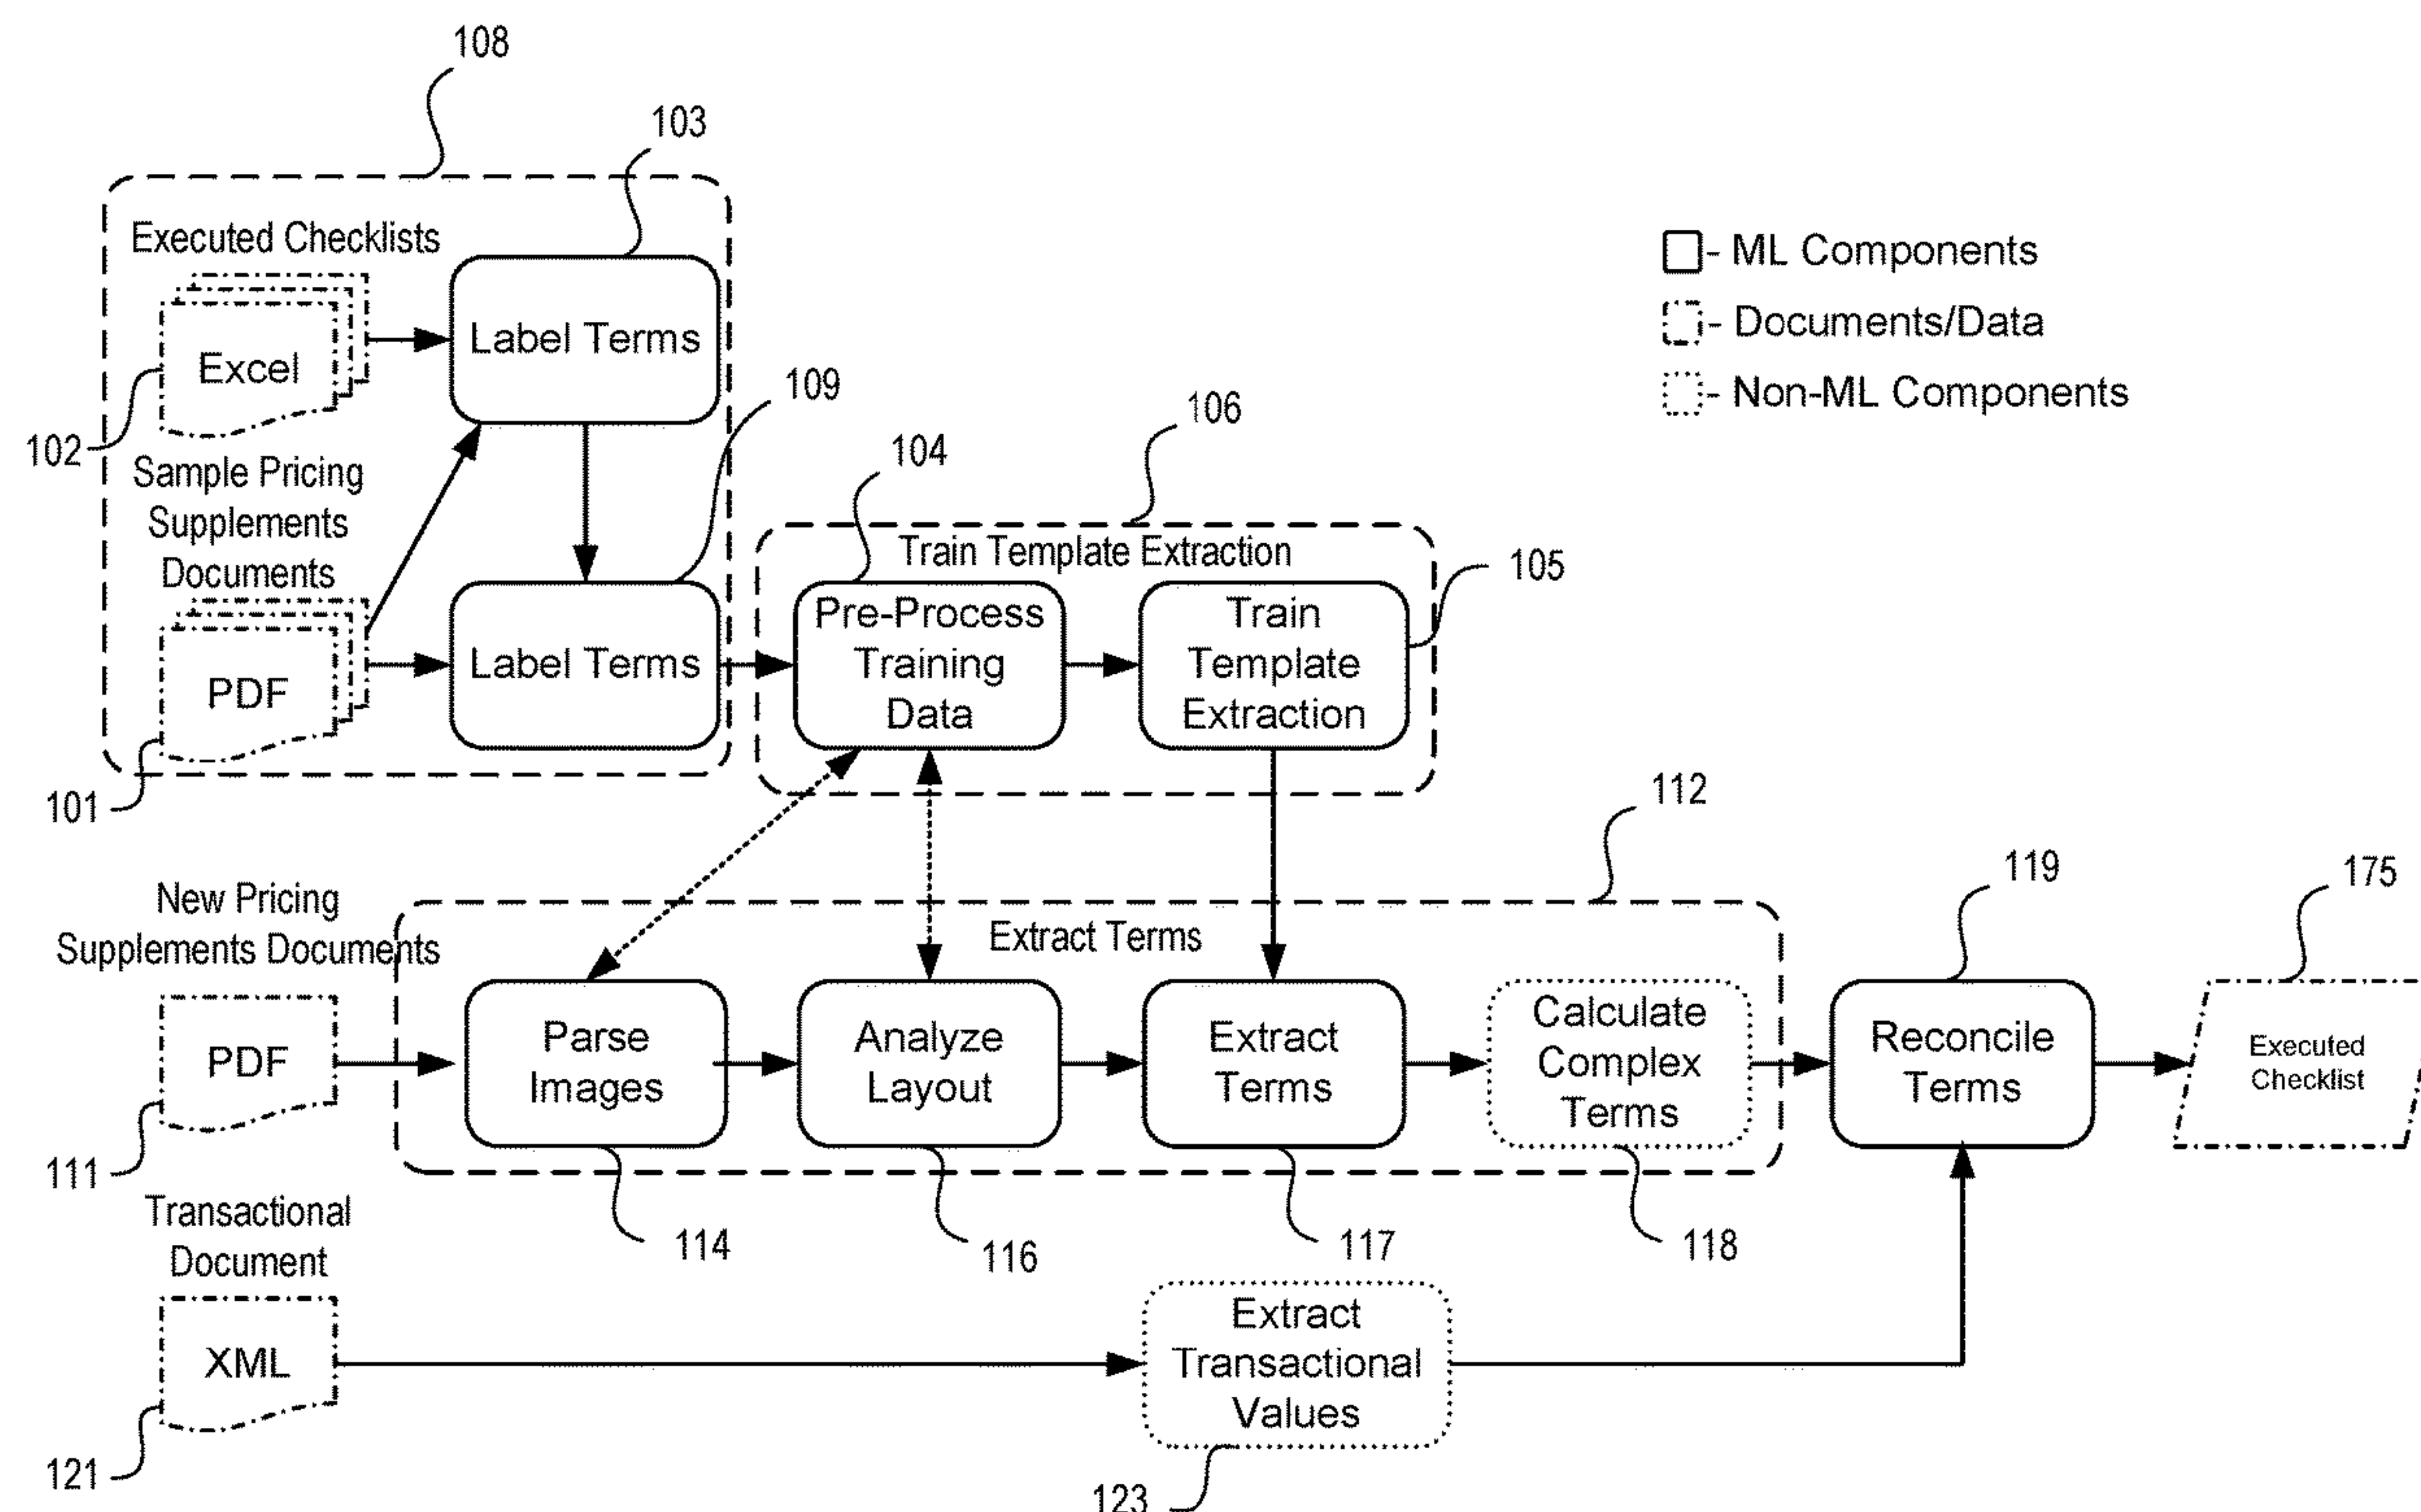 108
103
Executed Checklists
Label Terms
Excel
102
- ML Components
- Documents/Data
- Non-ML Components
109
Sample Pricing
Supplements
Documents
PDF
101
Label Terms
104
106
Train Template Extraction
105
Pre-Process
Training
Data
Train
Template
Extraction
112
119
175
New Pricing
Supplements Documents
Extract Terms
PDF
111
Parse
Images
Analyze
Layout
Extract
Terms
Calculate
Complex
Terms
Reconcile
Terms
Executed
Checklist
114
116
117
118
Transactional
Document
XML
121
Extract
Transactional
Values
123